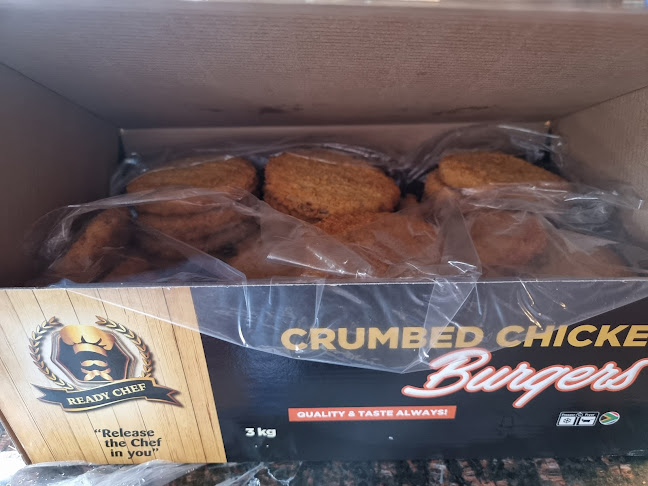 CRUMBED CHICKE
Burgers
READY CHEF
QUALITY & TASTE ALWAYS!
"Release
the Chef
in you"
3 kg